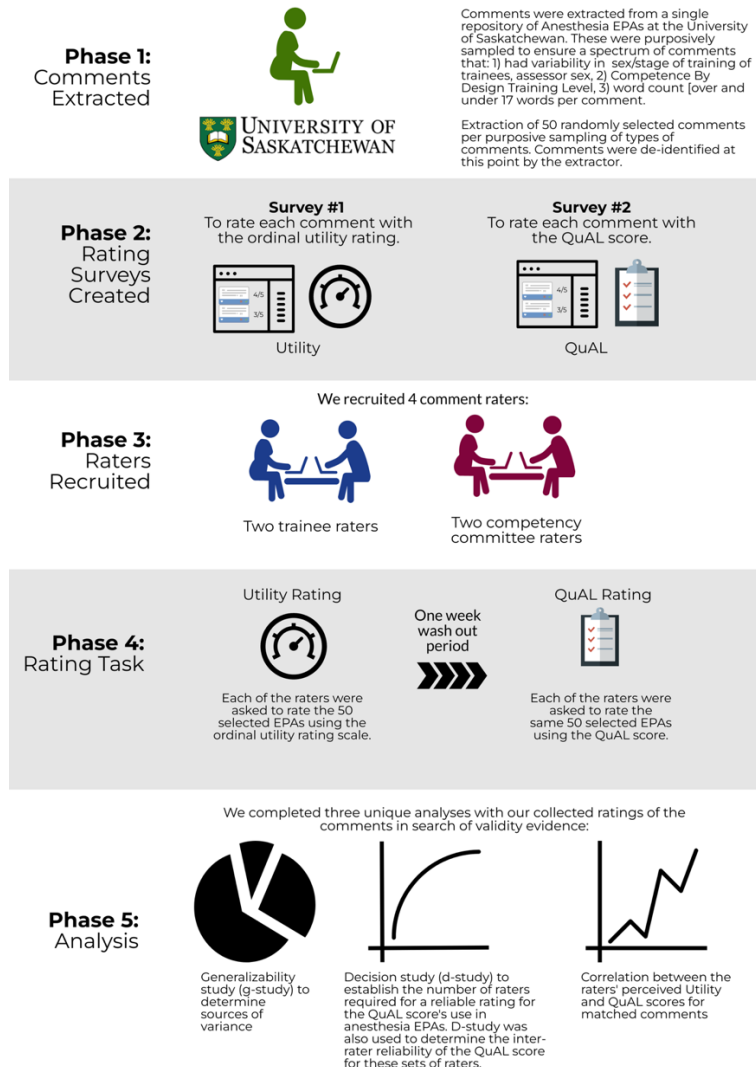 Phase 1:
Comments
Extracted
UNIVERSITY OF
SASKATCHEWAN
Comments were extracted from a single
repository of Anesthesia EPAs at the University
of Saskatchewan. These were purposively
sampled to ensure a spectrum of comments
that: 1) had variability in sex/stage of training of
trainees, assessor sex, 2) Competence By
Design Training Level, 3) word count [over and
under 17 words per comment.
Extraction of 50 randomly selected comments
per purposive sampling of types of
comments. Comments were de-identified at
this point by the extractor.
Phase 2:
Rating
Surveys
Created
Survey #1
To rate each comment with
the ordinal utility rating.
4/5
3/5
Utility
Survey #2
To rate each comment with
the QuAL score.
4/5
3/5
QuAL
Phase 3:
Raters
Recruited
We recruited 4 comment raters:
Two trainee raters
Two competency
committee raters
Phase 4:
Rating Task
Utility Rating
Each of the raters were
asked to rate the 50
selected EPAs using the
ordinal utility rating scale.
One week
wash out
period
QuAL Rating
Each of the raters were
asked to rate the
same 50 selected EPAs
using the QuAL score.
Phase 5:
Analysis
We completed three unique analyses with our collected ratings of the
comments in search of validity evidence:
Generalizability
study (g-study) to
determine
sources of
variance
Decision study (d-study) to
establish the number of raters
required for a reliable rating for
the QuAL score's use in
anesthesia EPAs. D-study was
also used to determine the inter-
rater reliability of the QuAL score
for these sets of raters.
Correlation between the
raters' perceived Utility
and QuAL scores for
matched comments